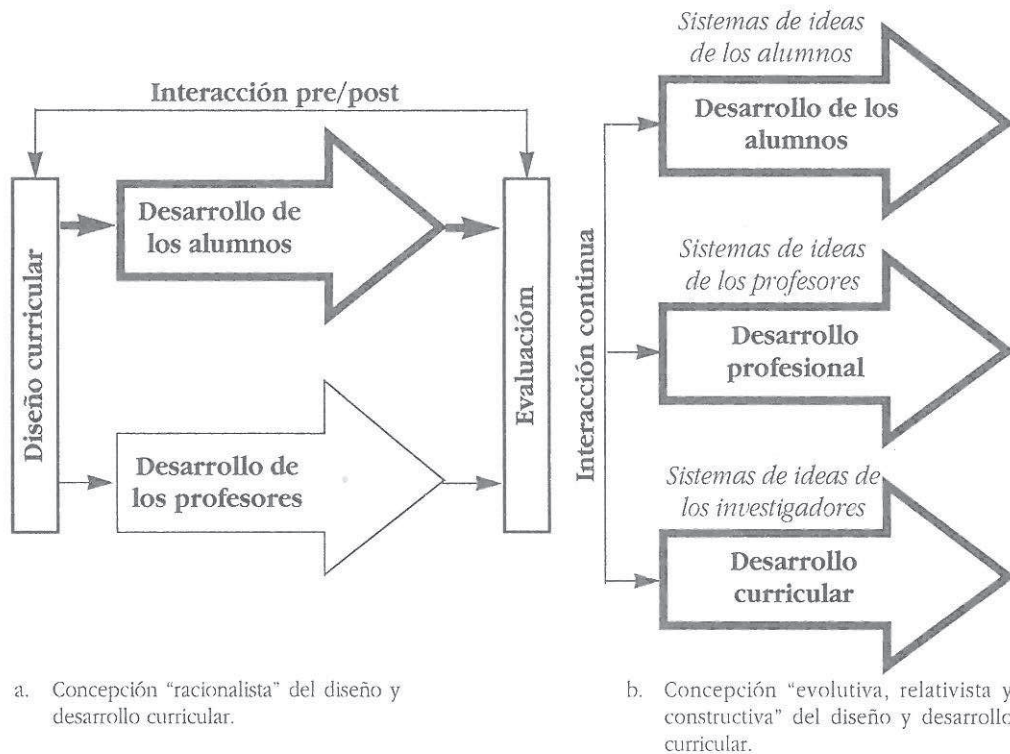 Interacción pre/post
Diseño curricular
Desarrollo de
los alumnos
Desarrollo de
los profesores
Evaluacióm
a. Concepción "racionalista" del diseño y
desarrollo curricular.
Interacción continua
Sistemas de ideas
de los alumnos
Desarrollo de los
alumnos
Sistemas de ideas
de los profesores
Desarrollo
profesional
Sistemas de ideas de
los investigadores
Desarrollo
curricular
b. Concepción "evolutiva, relativista y
constructiva" del diseño y desarrollo
curricular.